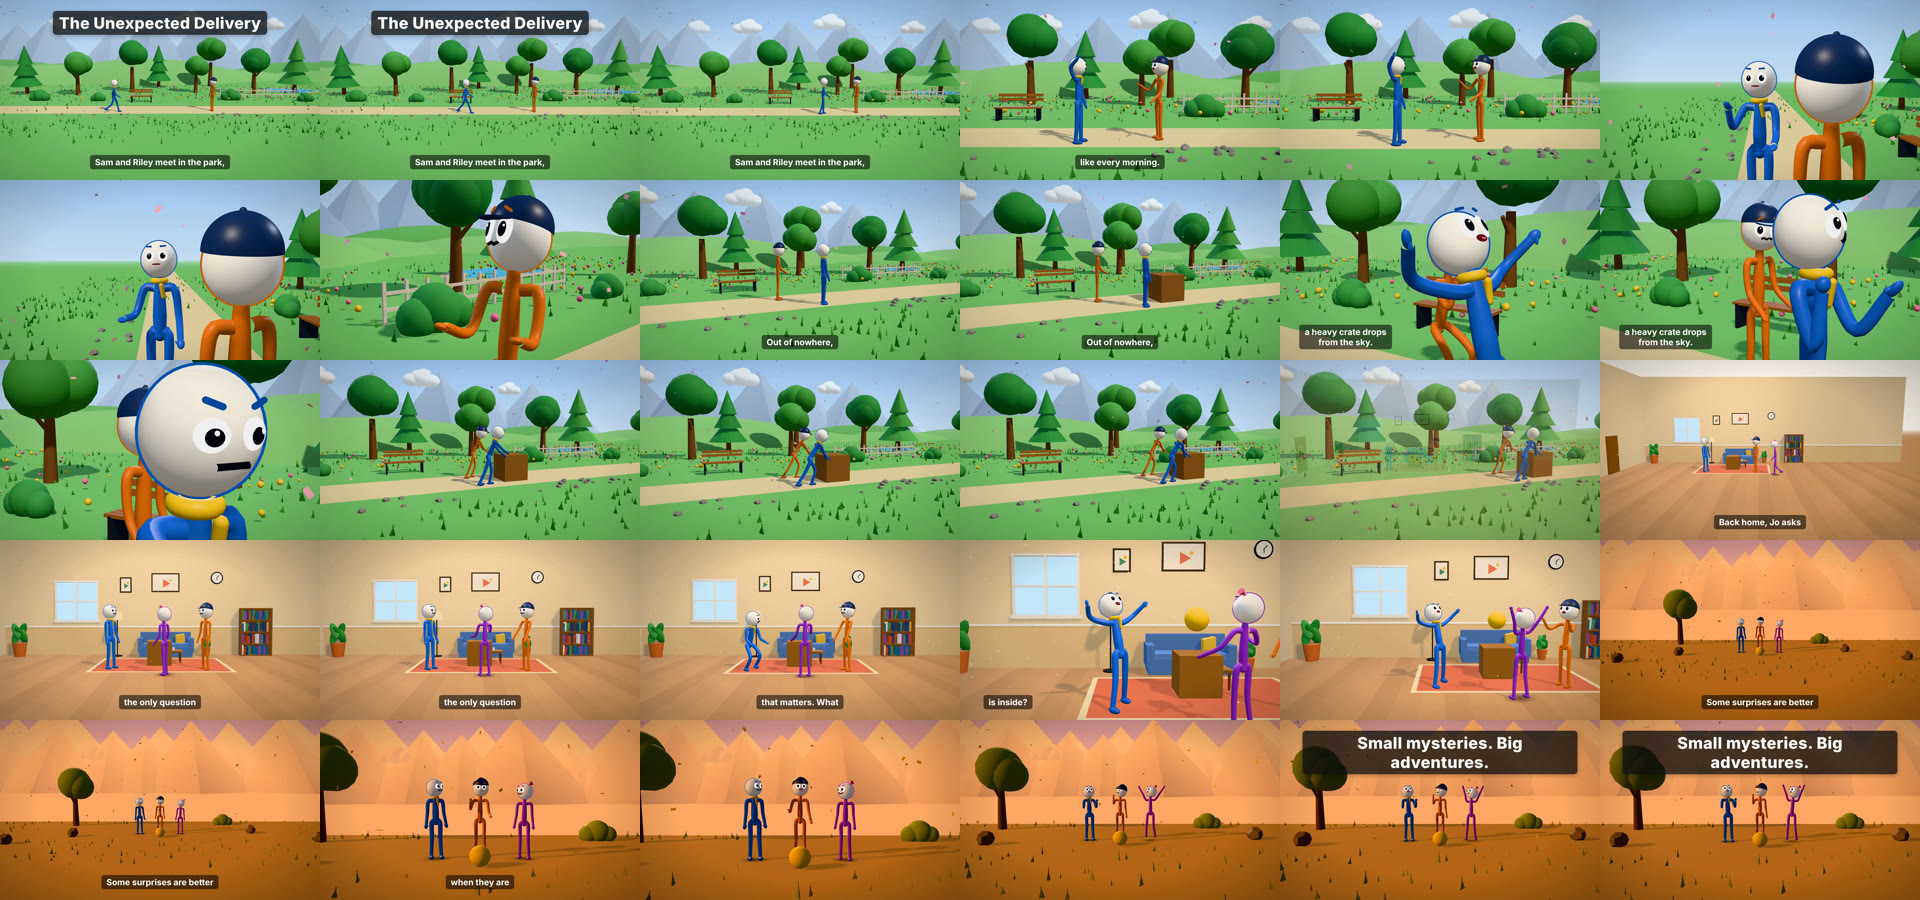 The Unexpected Delivery
The Unexpected Delivery
Sam and Riley meet in the park,
Sam and Riley meet in the park,
Sam and Riley meet in the park,
like every morning.
Out of nowhere,
Out of nowhere,
a heavy crate drops
from the sky.
a heavy crate drops
from the sky.
Back home, Jo asks
the only question
the only question
that matters. What
is inside?
Some surprises are better
Some surprises are better
when they are
Small mysteries. Big
adventures.
Small mysteries. Big
adventures.